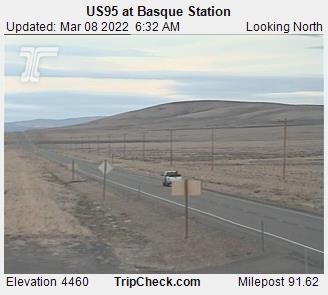 US95 at Basque Station
Updated: Mar 08 2022 6:32 AM Looking North
Elevation 4460 TripCheck.com Milepost 91.62